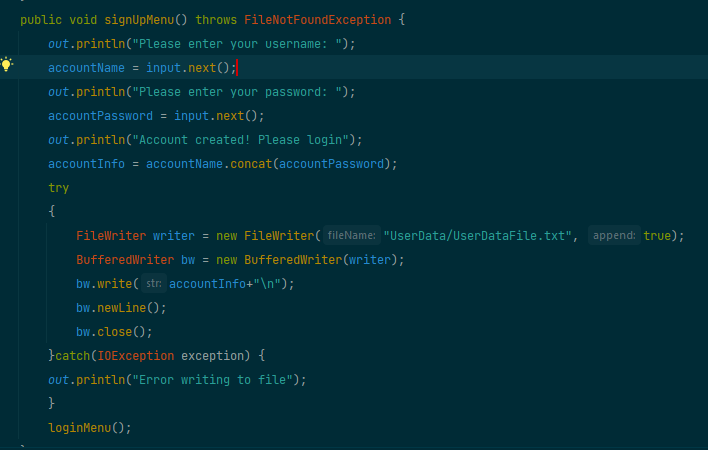 public void signUpMenu() throws FileNotFoundException {
out.println("Please enter your username: ");
accountName = input.next();
out.println("Please enter your password: ");
accountPassword = input.next();
out.println("Account created! Please login");
accountInfo = accountName.concat(accountPassword);
try
{
FileWriter writer = new FileWriter( fileName: "UserData/UserDataFile.txt", append: true);
BufferedWriter bw = new BufferedWriter(writer);
bw.write( str: accountInfo+"\n");
bw.newLine();
bw.close();
}catch(IOException exception) {
out.println("Error writing to file");
}
loginMenu();